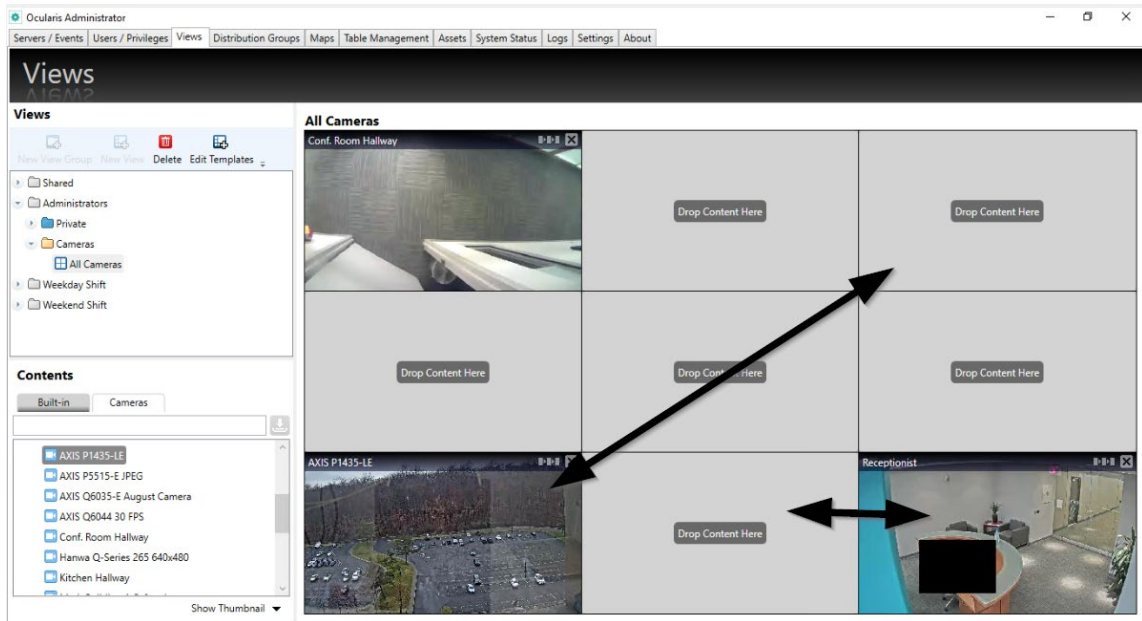 Ocularis Administrator
Servers / Events Users / Privileges Views Distribution Groups Maps Table Management Assets System Status Logs Settings About
Views
Views
New View Group New View Delete Edit Templates
Shared
Administrators
Private
Cameras
All Cameras
Weekday Shift
Weekend Shift
Contents
Built-in Cameras
AXIS P1435-LE
AXIS P5515-E JPEG
AXIS Q6035-E August Camera
AXIS Q6044 30 FPS
Conf. Room Hallway
Hanwa Q-Series 265 640x480
Kitchen Hallway
Show Thumbnail
All Cameras
Conf. Room Hallway
Drop Content Here
Drop Content Here
Drop Content Here
Drop Content Here
Drop Content Here
AXIS P1435-LE
Drop Content Here
Receptionist